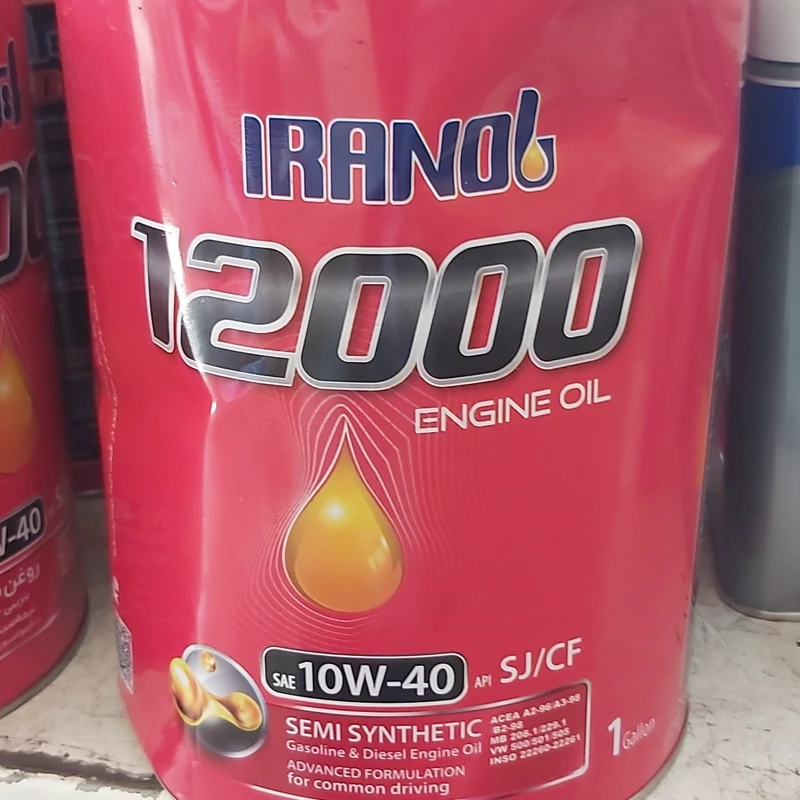 IRANOL
12000
ENGINE OIL
SAE 10W-40 API SJ/CF
SEMI SYNTHETIC
Gasoline & Diesel Engine Oil
ADVANCED FORMULATION
for common driving
ACEA A2-96/A3-98
B2-98
MB 208.1/229.1
VW 500/501/505
INSO 22260-22261
1 Gallon
W-40
روغن